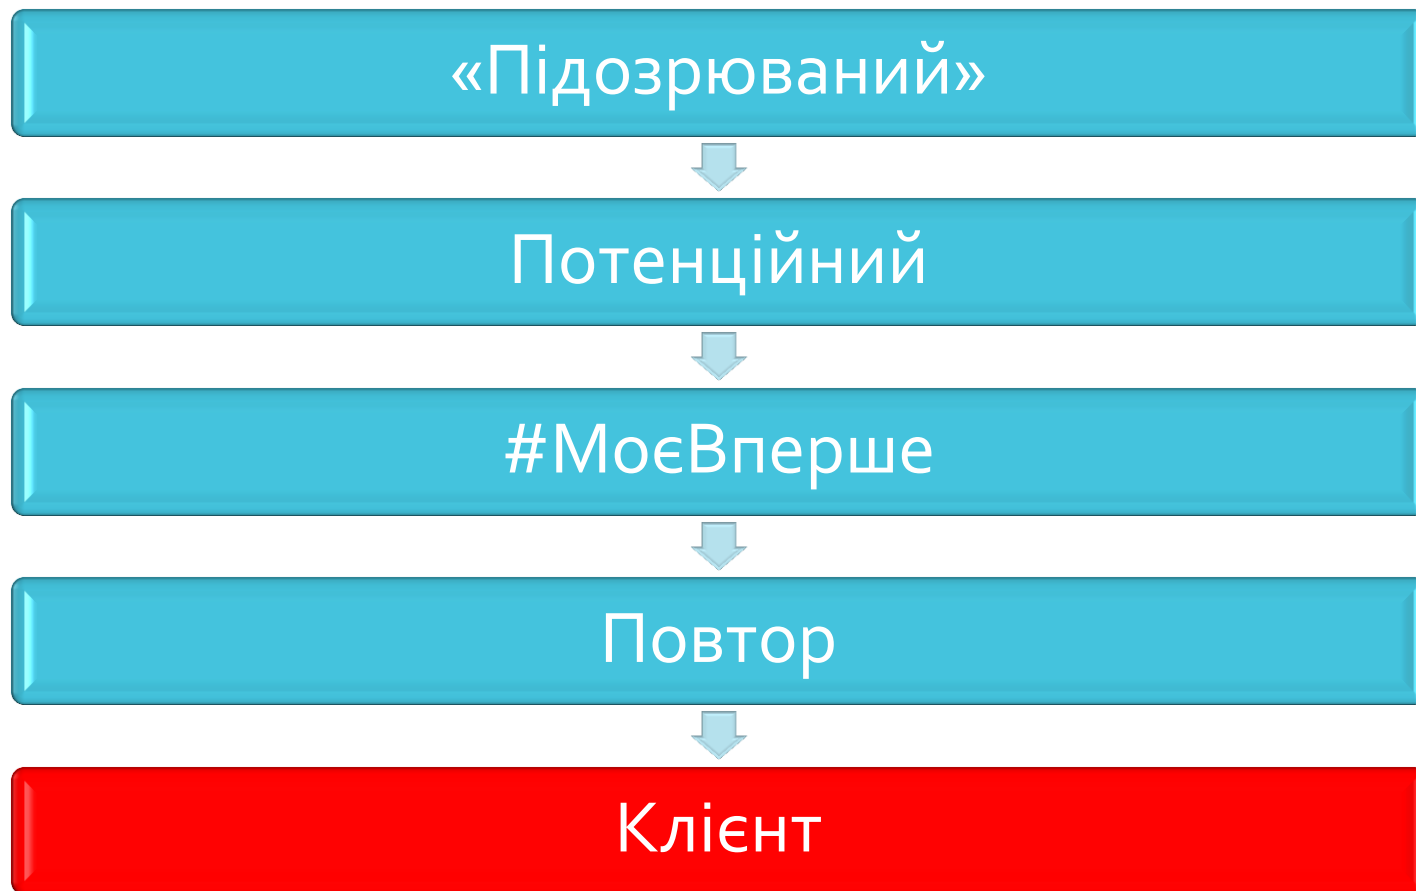 «Підозрюваний»
Потенційний
#МоєВперше
Повтор
Клієнт